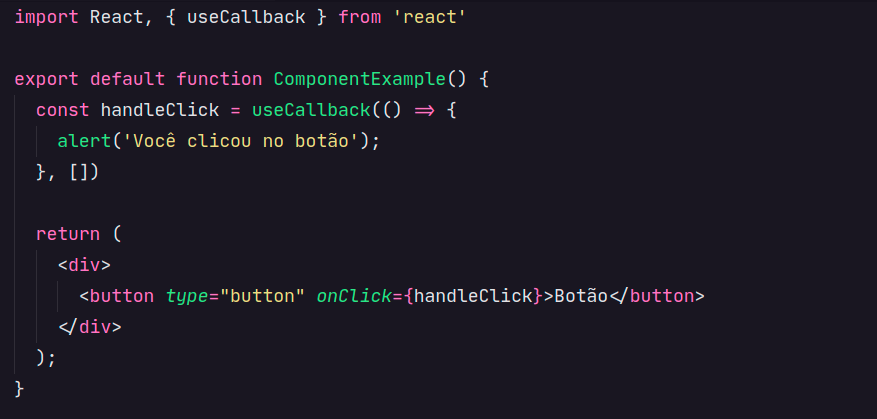 import React, { useCallback } from 'react'
export default function ComponentExample() {
const handleClick = useCallback(() => {
alert('Você clicou no botão');
}, [])
return (
<div>
<button type="button" onClick={handleClick}>Botão</button>
</div>
);
}